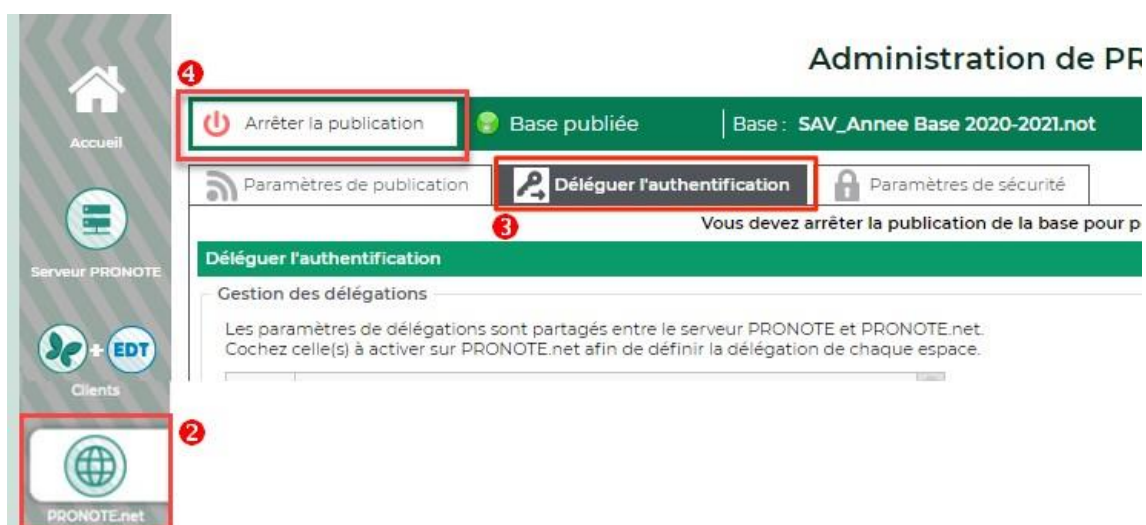 Administration de PR
4
Arrêter la publication
Base publiée
Base : SAV_Annee Base 2020-2021.not
Accueil
Paramètres de publication
Déléguer l'authentification
Paramètres de sécurité
3
Vous devez arrêter la publication de la base pour p
Déléguer l'authentification
Serveur PRONOTE
Gestion des délégations
Les paramètres de délégations sont partagés entre le serveur PRONOTE et PRONOTE.net.
Cochez celle(s) à activer sur PRONOTE.net afin de définir la délégation de chaque espace.
+ EDT
Clients
2
PRONOTE.net